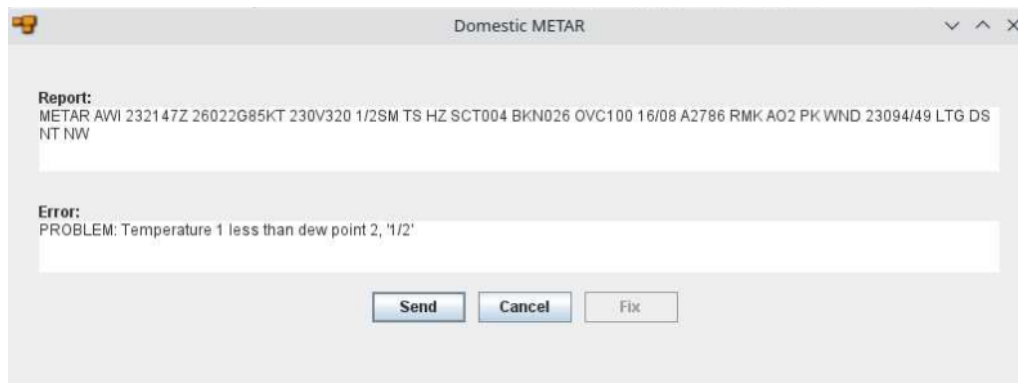 Domestic METAR
Report:
METAR AWI 232147Z 26022G85KT 230V320 1/2SM TS HZ SCT004 BKN026 OVC100 16/08 A2786 RMK AO2 PK WND 23094/49 LTG DS
NT NW
Error:
PROBLEM: Temperature 1 less than dew point 2, '1/2'
Send Cancel Fix